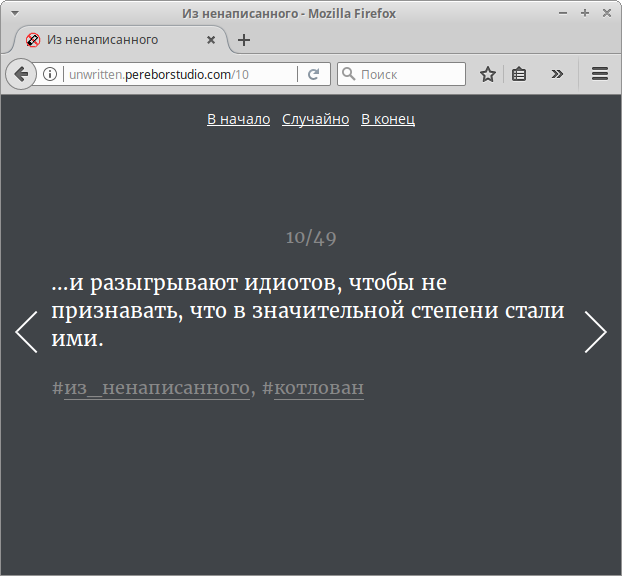 Из ненаписанного - Mozilla Firefox
Из ненаписанного
unwritten.pereborstudio.com/10
Поиск
В начало Случайно В конец
10/49
...и разыгрывают идиотов, чтобы не
признавать, что в значительной степени стали
ими.
#из_ненаписанного, #котлован